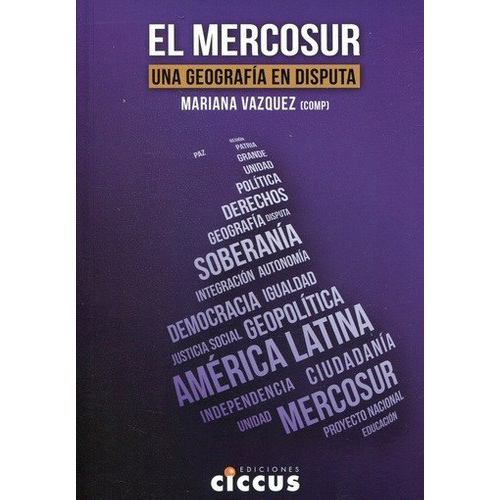 EL MERCOSUR
UNA GEOGRAFÍA EN DISPUTA
MARIANA VAZQUEZ (COMP)
REGIÓN
PAZ
PATRIA
GRANDE
UNIDAD
POLÍTICA
DERECHOS
GEOGRAFÍA DISPUTA
SOBERANÍA
INTEGRACIÓN AUTONOMÍA
DEMOCRACIA IGUALDAD
JUSTICIA SOCIAL GEOPOLÍTICA
AMÉRICA LATINA
INDEPENDENCIA CIUDADANÍA
UNIDAD MERCOSUR
PROYECTO NACIONAL
EDUCACIÓN
EDICIONES
CICCUS